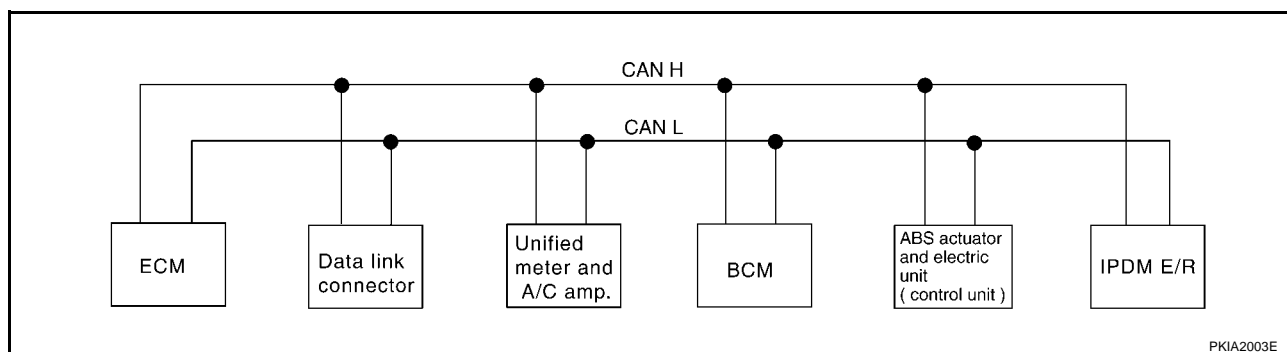 CAN H
CAN L
ECM
Data link
connector
Unified
meter and
A/C amp.
BCM
ABS actuator
and electric
unit
( control unit )
IPDM E/R
PKIA2003E